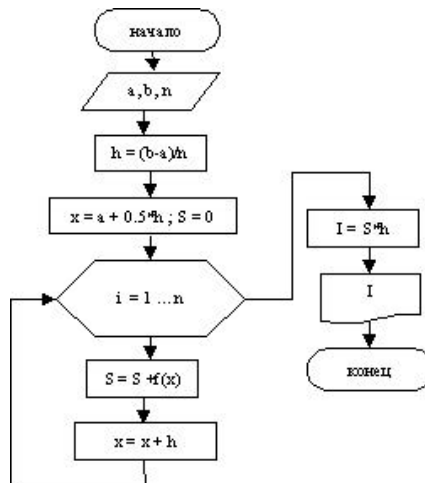 начало
a, b, n
h = (b-a)/n
x = a + 0.5*h ; S = 0
i = 1 ...n
S = S +f(x)
x = x + h
I = S*h
I
конец